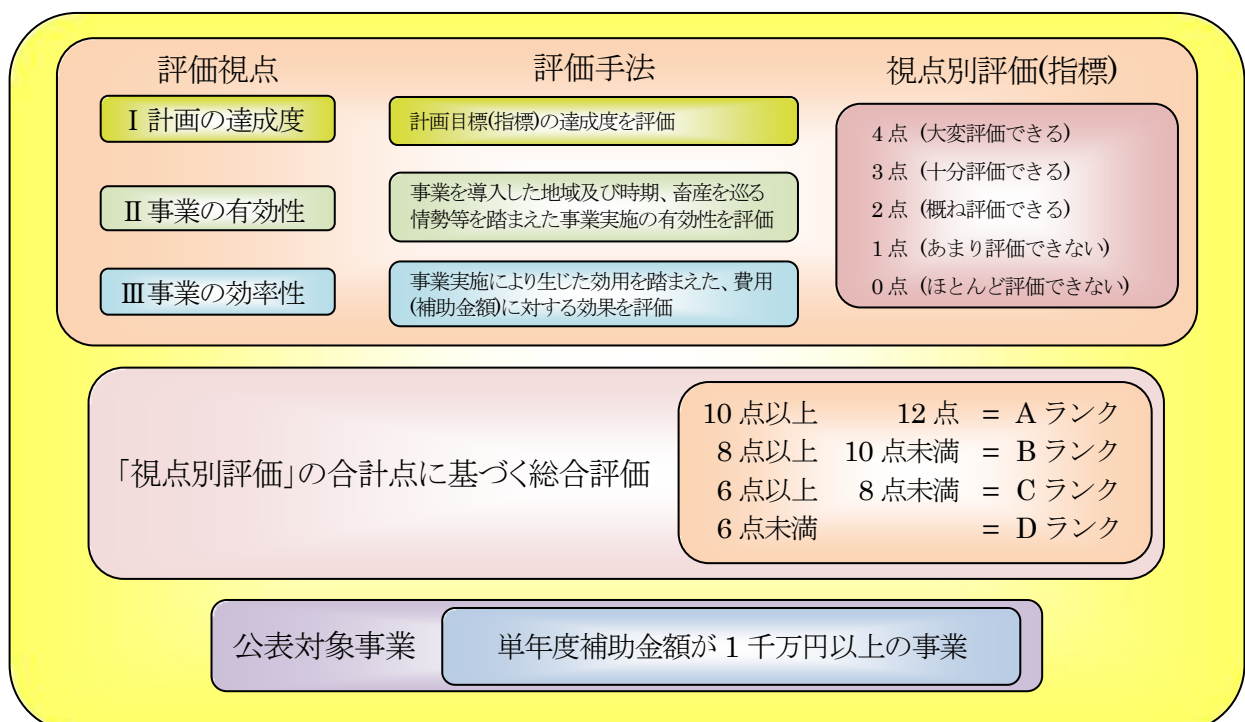 評価視点
評価手法
視点別評価(指標)
Ⅰ計画の達成度
計画目標(指標)の達成度を評価
Ⅱ事業の有効性
事業を導入した地域及び時期、畜産を巡る
情勢等を踏まえた事業実施の有効性を評価
Ⅲ事業の効率性
事業実施により生じた効用を踏まえた、費用
(補助金額)に対する効果を評価
4点 (大変評価できる)
3点 (十分評価できる)
2点 (概ね評価できる)
1点 (あまり評価できない)
0点 (ほとんど評価できない)
「視点別評価」の合計点に基づく総合評価
10点以上 12点 = Aランク
8点以上 10点未満 = Bランク
6点以上 8点未満 = Cランク
6点未満 = Dランク
公表対象事業
単年度補助金額が1千万円以上の事業